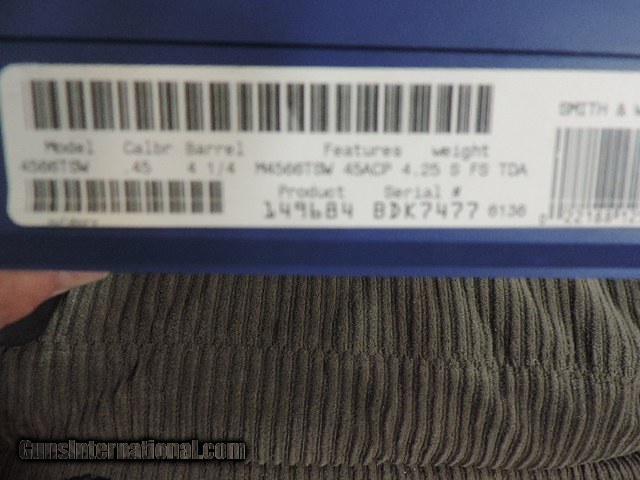 SMITH & W
Model Calbr Barrel Features weight
4566TSW .45 4 1/4 M4566TSW 45ACP 4.25 S FS TDA
Product Serial #
149684 BDK7477 6136
GunsInternational.com